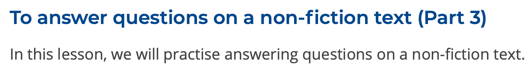 To answer questions on a non-fiction text (Part 3)
In this lesson, we will practise answering questions on a non-fiction text.